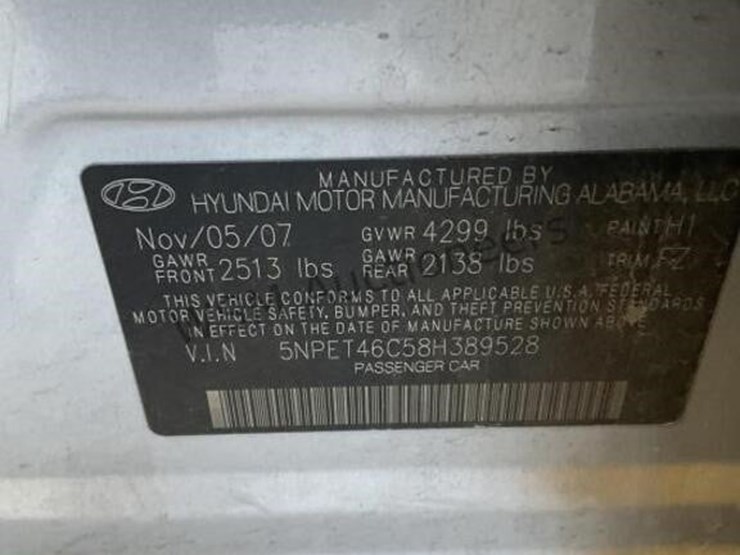 MANUFACTURED BY
HYUNDAI MOTOR MANUFACTURING ALABAMA, LLC
Nov/05/07 GVWR 4299 lbs PAINT H1
GAWR FRONT 2513 lbs GAWR REAR 2138 lbs TRIM FZ
THIS VEHICLE CONFORMS TO ALL APPLICABLE U.S.A. FEDERAL
MOTOR VEHICLE SAFETY, BUMPER, AND THEFT PREVENTION STANDARDS
IN EFFECT ON THE DATE OF MANUFACTURE SHOWN ABOVE
V.I.N 5NPET46C58H389528
PASSENGER CAR